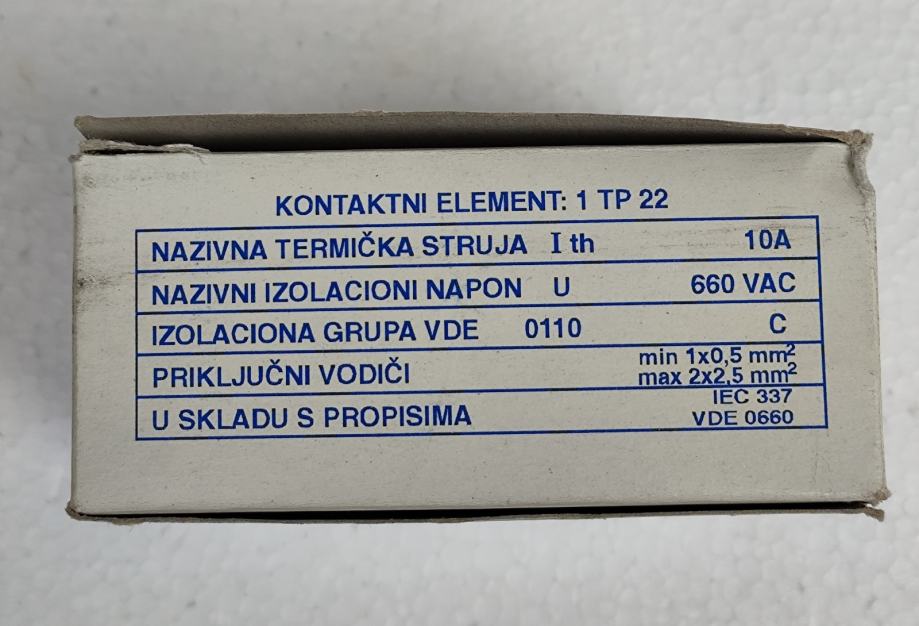 KONTAKTNI ELEMENT: 1 TP 22
NAZIVNA TERMIČKA STRUJA I th 10A
NAZIVNI IZOLACIONI NAPON U 660 VAC
IZOLACIONA GRUPA VDE 0110 C
PRIKLJUČNI VODIČI min 1x0,5 mm²
max 2x2,5 mm²
U SKLADU S PROPISIMA IEC 337
VDE 0660